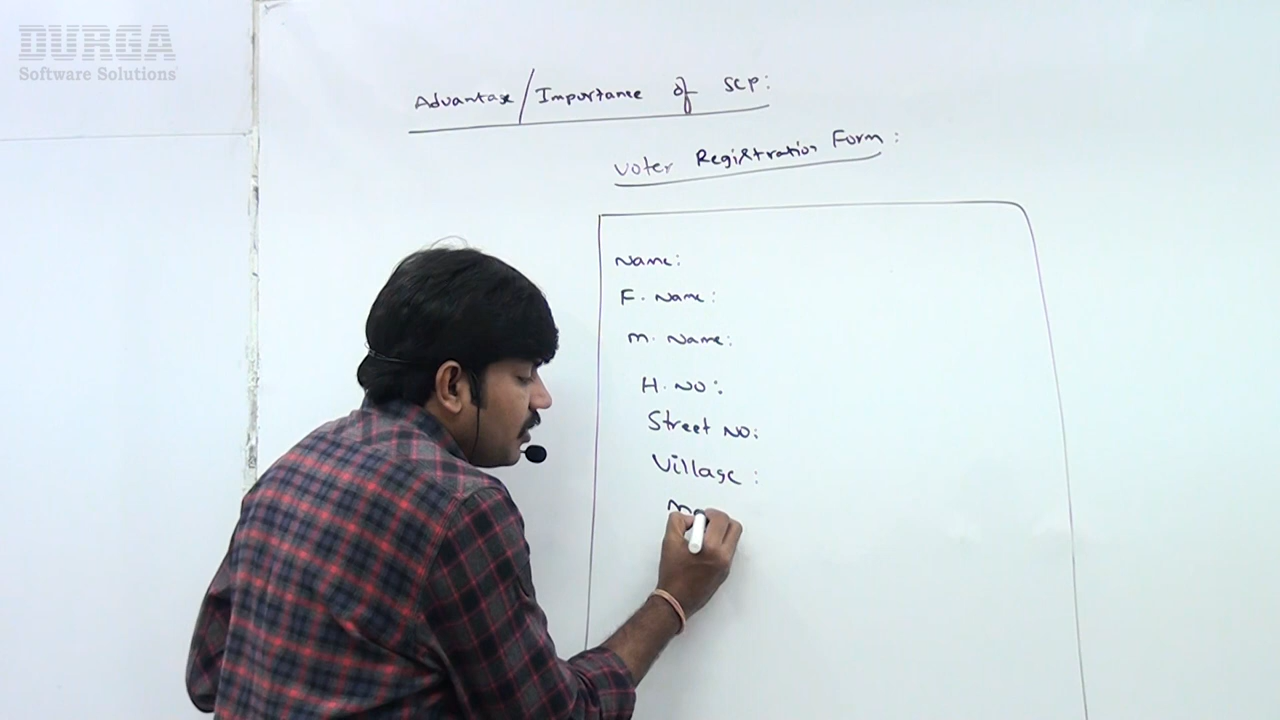 DURGA
Software Solutions
Advantage/Importance of SCP:
Voter Registration Form:
Name:
F. Name:
M. Name:
H. NO:
Street NO:
Village: